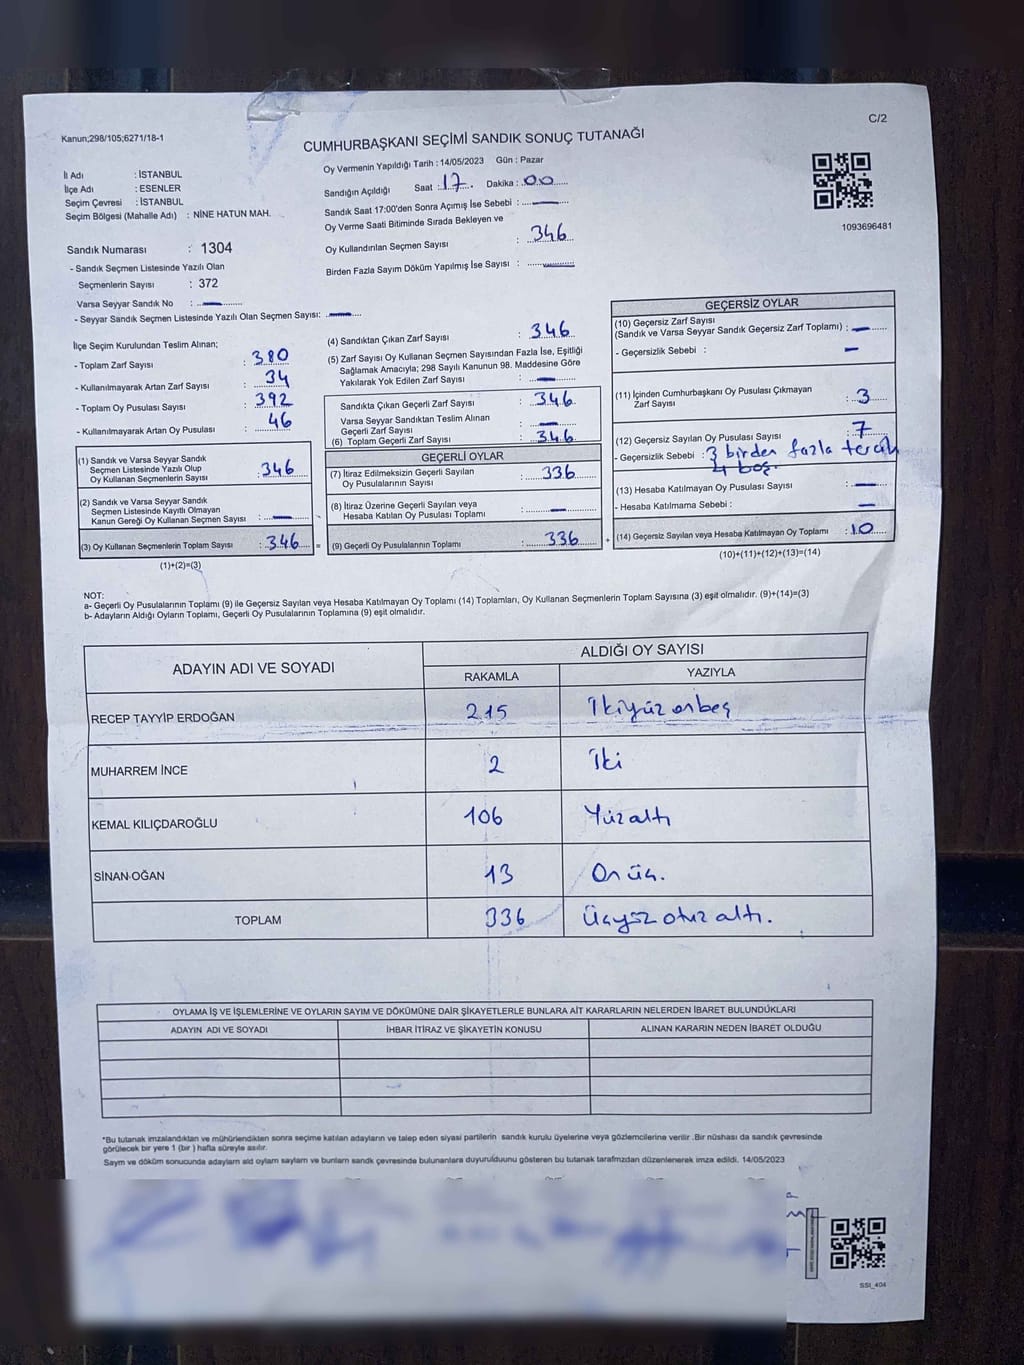 Kanun;298/105;6271/18-1
C/2
CUMHURBAŞKANI SEÇİMİ SANDIK SONUÇ TUTANAĞI
Oy Vermenin Yapıldığı Tarih : 14/05/2023 Gün : Pazar
İl Adı : İSTANBUL
İlçe Adı : ESENLER
Seçim Çevresi : İSTANBUL
Seçim Bölgesi (Mahalle Adı) : NİNE HATUN MAH.
Sandığın Açıldığı Saat : 17 Dakika : 00
Sandık Saat 17:00'den Sonra Açımış İse Sebebi : —
Oy Verme Saati Bitiminde Sırada Bekleyen ve
Oy Kullandırılan Seçmen Sayısı : 346
Birden Fazla Sayım Döküm Yapılmış İse Sayısı : —
1093696481
Sandık Numarası : 1304
- Sandık Seçmen Listesinde Yazılı Olan
Seçmenlerin Sayısı : 372
Varsa Seyyar Sandık No : —
- Seyyar Sandık Seçmen Listesinde Yazılı Olan Seçmen Sayısı: —
İlçe Seçim Kurulundan Teslim Alınan;
- Toplam Zarf Sayısı : 380
- Kullanılmayarak Artan Zarf Sayısı : 34
- Toplam Oy Pusulası Sayısı : 392
- Kullanılmayarak Artan Oy Pusulası : 46
(1) Sandık ve Varsa Seyyar Sandık
Seçmen Listesinde Yazılı Olup
Oy Kullanan Seçmenlerin Sayısı : 346
(2) Sandık ve Varsa Seyyar Sandık
Seçmen Listesinde Kayıtlı Olmayan
Kanun Gereği Oy Kullanan Seçmen Sayısı : —
(3) Oy Kullanan Seçmenlerin Toplam Sayısı : 346 =
(1)+(2)=(3)
(4) Sandıktan Çıkan Zarf Sayısı : 346
(5) Zarf Sayısı Oy Kullanan Seçmen Sayısından Fazla İse, Eşitliği
Sağlamak Amacıyla; 298 Sayılı Kanunun 98. Maddesine Göre
Yakılarak Yok Edilen Zarf Sayısı : —
Sandıkta Çıkan Geçerli Zarf Sayısı : 346
Varsa Seyyar Sandıktan Teslim Alınan
Geçerli Zarf Sayısı : —
(6) Toplam Geçerli Zarf Sayısı : 346
GEÇERLİ OYLAR
(7) İtiraz Edilmeksizin Geçerli Sayılan
Oy Pusulalarının Sayısı : 336
(8) İtiraz Üzerine Geçerli Sayılan veya
Hesaba Katılan Oy Pusulası Toplamı : —
(9) Geçerli Oy Pusulalarının Toplamı : 336 +
GEÇERSİZ OYLAR
(10) Geçersiz Zarf Sayısı
(Sandık ve Varsa Seyyar Sandık Geçersiz Zarf Toplamı) : —
- Geçersizlik Sebebi : —
(11) İçinden Cumhurbaşkanı Oy Pusulası Çıkmayan
Zarf Sayısı : 3
(12) Geçersiz Sayılan Oy Pusulası Sayısı : 7
- Geçersizlik Sebebi : 3 birden fazla tercih
4 boş
(13) Hesaba Katılmayan Oy Pusulası Sayısı : —
- Hesaba Katılmama Sebebi : —
(14) Geçersiz Sayılan veya Hesaba Katılmayan Oy Toplamı : 10
(10)+(11)+(12)+(13)=(14)
NOT:
a- Geçerli Oy Pusulalarının Toplamı (9) ile Geçersiz Sayılan veya Hesaba Katılmayan Oy Toplamı (14) Toplamları, Oy Kullanan Seçmenlerin Toplam Sayısına (3) eşit olmalıdır. (9)+(14)=(3)
b- Adayların Aldığı Oyların Toplamı, Geçerli Oy Pusulalarının Toplamına (9) eşit olmalıdır.
ADAYIN ADI VE SOYADI ALDIĞI OY SAYISI
RAKAMLA YAZIYLA
RECEP TAYYİP ERDOĞAN 215 İkiyüz onbeş
MUHARREM İNCE 2 İki
KEMAL KILIÇDAROĞLU 106 Yüz altı
SİNAN OĞAN 13 On üç.
TOPLAM 336 Üçyüz otuz altı.
OYLAMA İŞ VE İŞLEMLERİNE VE OYLARIN SAYIM VE DÖKÜMÜNE DAİR ŞİKAYETLERLE BUNLARA AİT KARARLARIN NELERDEN İBARET BULUNDUKLARI
ADAYIN ADI VE SOYADI İHBAR İTİRAZ VE ŞİKAYETİN KONUSU ALINAN KARARIN NEDEN İBARET OLDUĞU
*Bu tutanak imzalandıktan ve mühürlendikten sonra seçime katılan adayların ve talep eden siyasi partilerin sandık kurulu üyelerine veya gözlemcilerine verilir .Bir nüshası da sandık çevresinde
görülecek bir yere 1 (bir ) hafta süreyle asılır.
Sayım ve döküm sonucunda adayların ald oyların sayların ve bunların sandk çevresinde bulunanlara duyurulduunu gösteren bu tutanak tarafmzdan düzenlenerek imza edildi. 14/05/2023
SSI_404